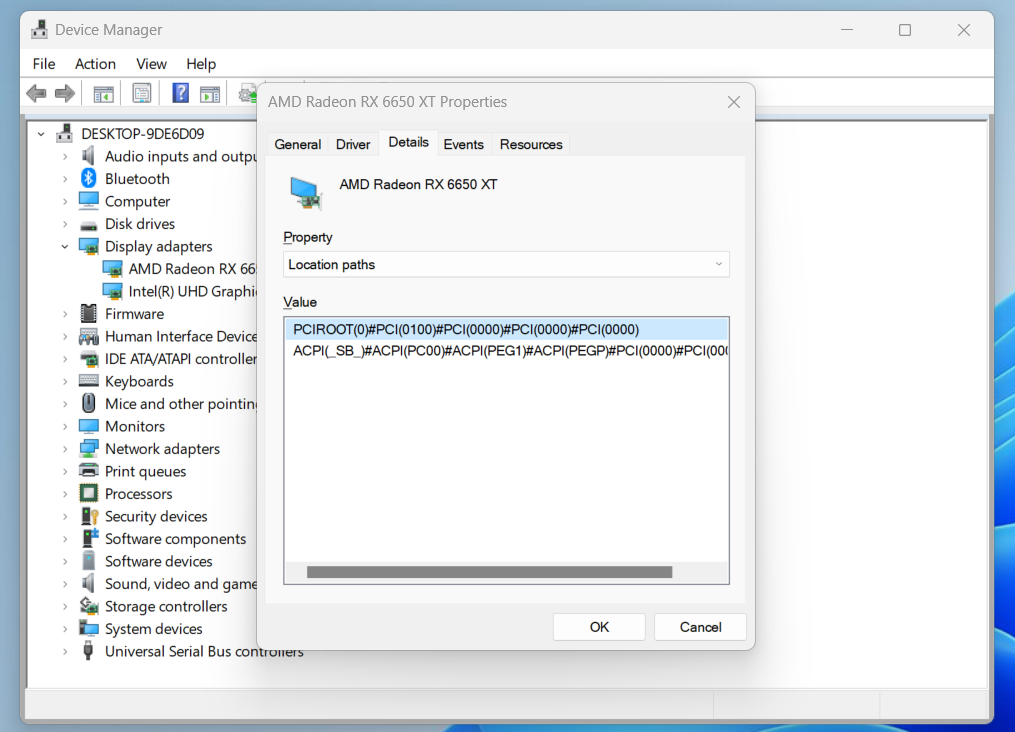 Device Manager
File Action View Help
AMD Radeon RX 6650 XT Properties
General Driver Details Events Resources
AMD Radeon RX 6650 XT
Property
Location paths
Value
PCIROOT(0)#PCI(0100)#PCI(0000)#PCI(0000)#PCI(0000)
ACPI(_SB_)#ACPI(PC00)#ACPI(PEG1)#ACPI(PEGP)#PCI(0000)#PCI(000
OK Cancel
DESKTOP-9DE6D09
Audio inputs and outpu
Bluetooth
Computer
Disk drives
Display adapters
AMD Radeon RX 66
Intel(R) UHD Graphi
Firmware
Human Interface Device
IDE ATA/ATAPI controller
Keyboards
Mice and other pointing
Monitors
Network adapters
Print queues
Processors
Security devices
Software components
Software devices
Sound, video and game
Storage controllers
System devices
Universal Serial Bus controllers